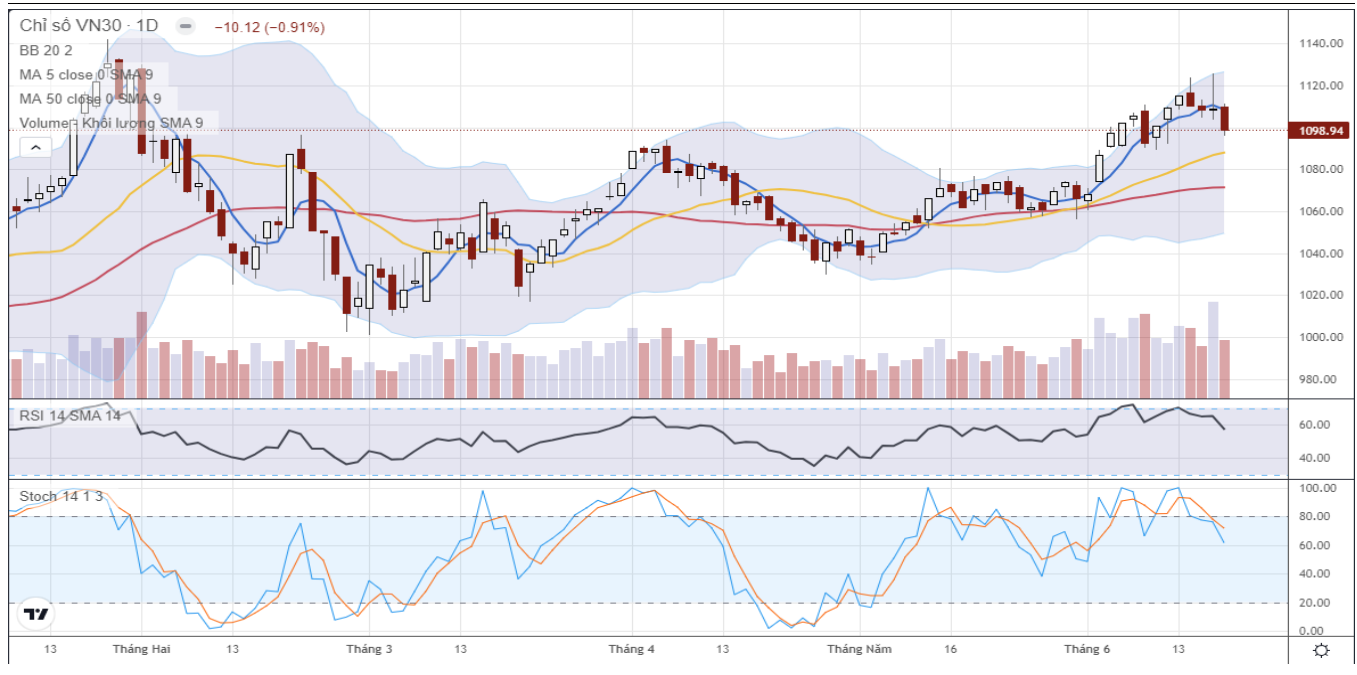 Chỉ số VN30 · 1D −10.12 (−0.91%)
BB 20 2
MA 5 close 0 SMA 9
MA 50 close 0 SMA 9
Volume - Khối lượng SMA 9
1140.00
1120.00
1098.94
1080.00
1060.00
1040.00
1020.00
1000.00
980.00
RSI 14 SMA 14
60.00
40.00
Stoch 14 1 3
100.00
80.00
60.00
40.00
20.00
0.00
13 Tháng Hai 13 Tháng 3 13 Tháng 4 13 Tháng Năm 16 Tháng 6 13